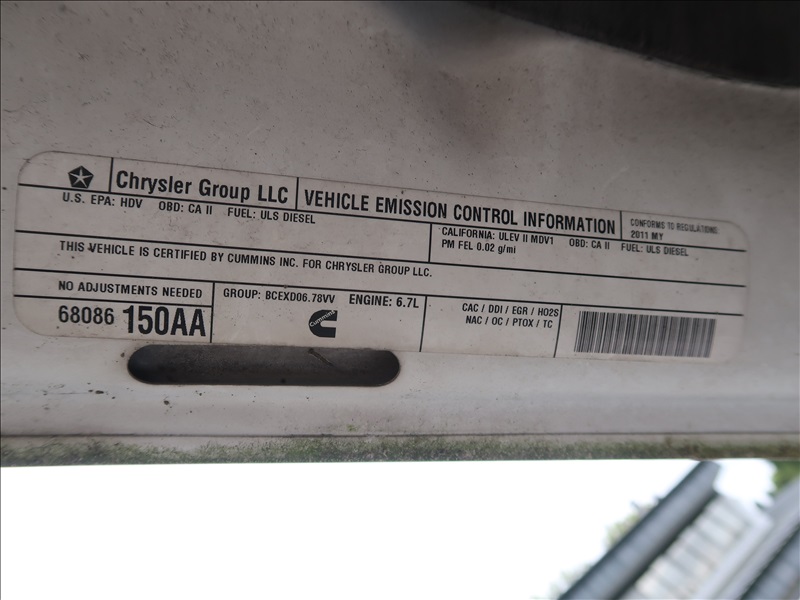 Chrysler Group LLC
VEHICLE EMISSION CONTROL INFORMATION
CONFORMS TO REGULATIONS
2011 MY
U.S. EPA: HDV OBD: CA II FUEL: ULS DIESEL
CALIFORNIA: ULEV II MDV1 OBD: CA II FUEL: ULS DIESEL
PM FEL 0.02 g/mi
THIS VEHICLE IS CERTIFIED BY CUMMINS INC. FOR CHRYSLER GROUP LLC.
NO ADJUSTMENTS NEEDED
68086 150AA
GROUP: BCEXD06.78VV ENGINE: 6.7L
Cummins
CAC / DDI / EGR / HO2S
NAC / OC / PTOX / TC